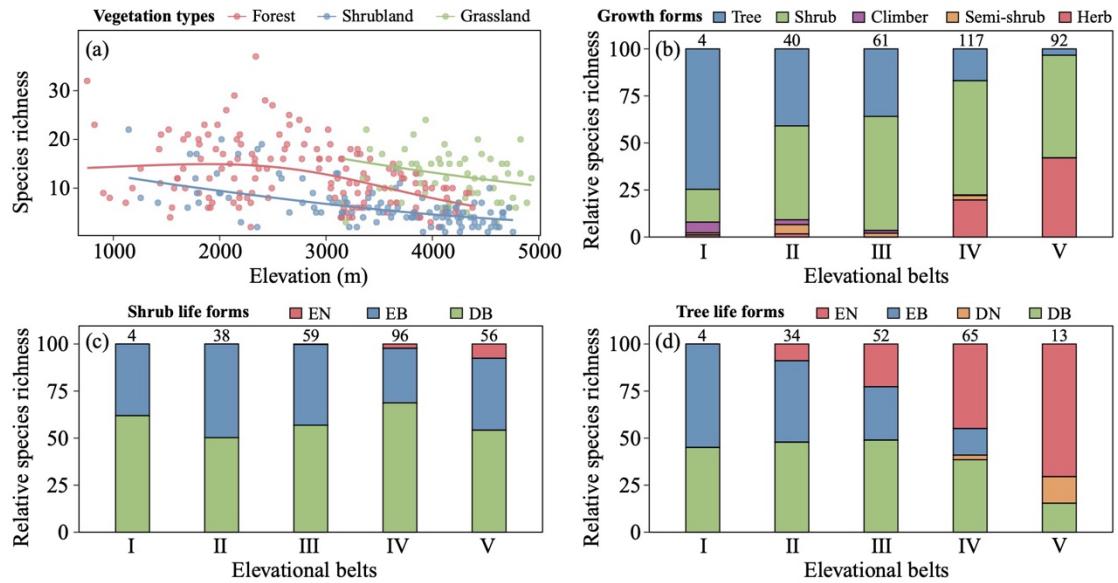 Vegetation types Forest Shrubland Grassland
(a)
Species richness
30
20
10
1000 2000 3000 4000 5000
Elevation (m)
Growth forms Tree Shrub Climber Semi-shrub Herb
(b)
4 40 61 117 92
Relative species richness
100
75
50
25
0
I II III IV V
Elevational belts
Shrub life forms EN EB DB
(c)
4 38 59 96 56
Relative species richness
100
75
50
25
0
I II III IV V
Elevational belts
Tree life forms EN EB DN DB
(d)
4 34 52 65 13
Relative species richness
100
75
50
25
0
I II III IV V
Elevational belts